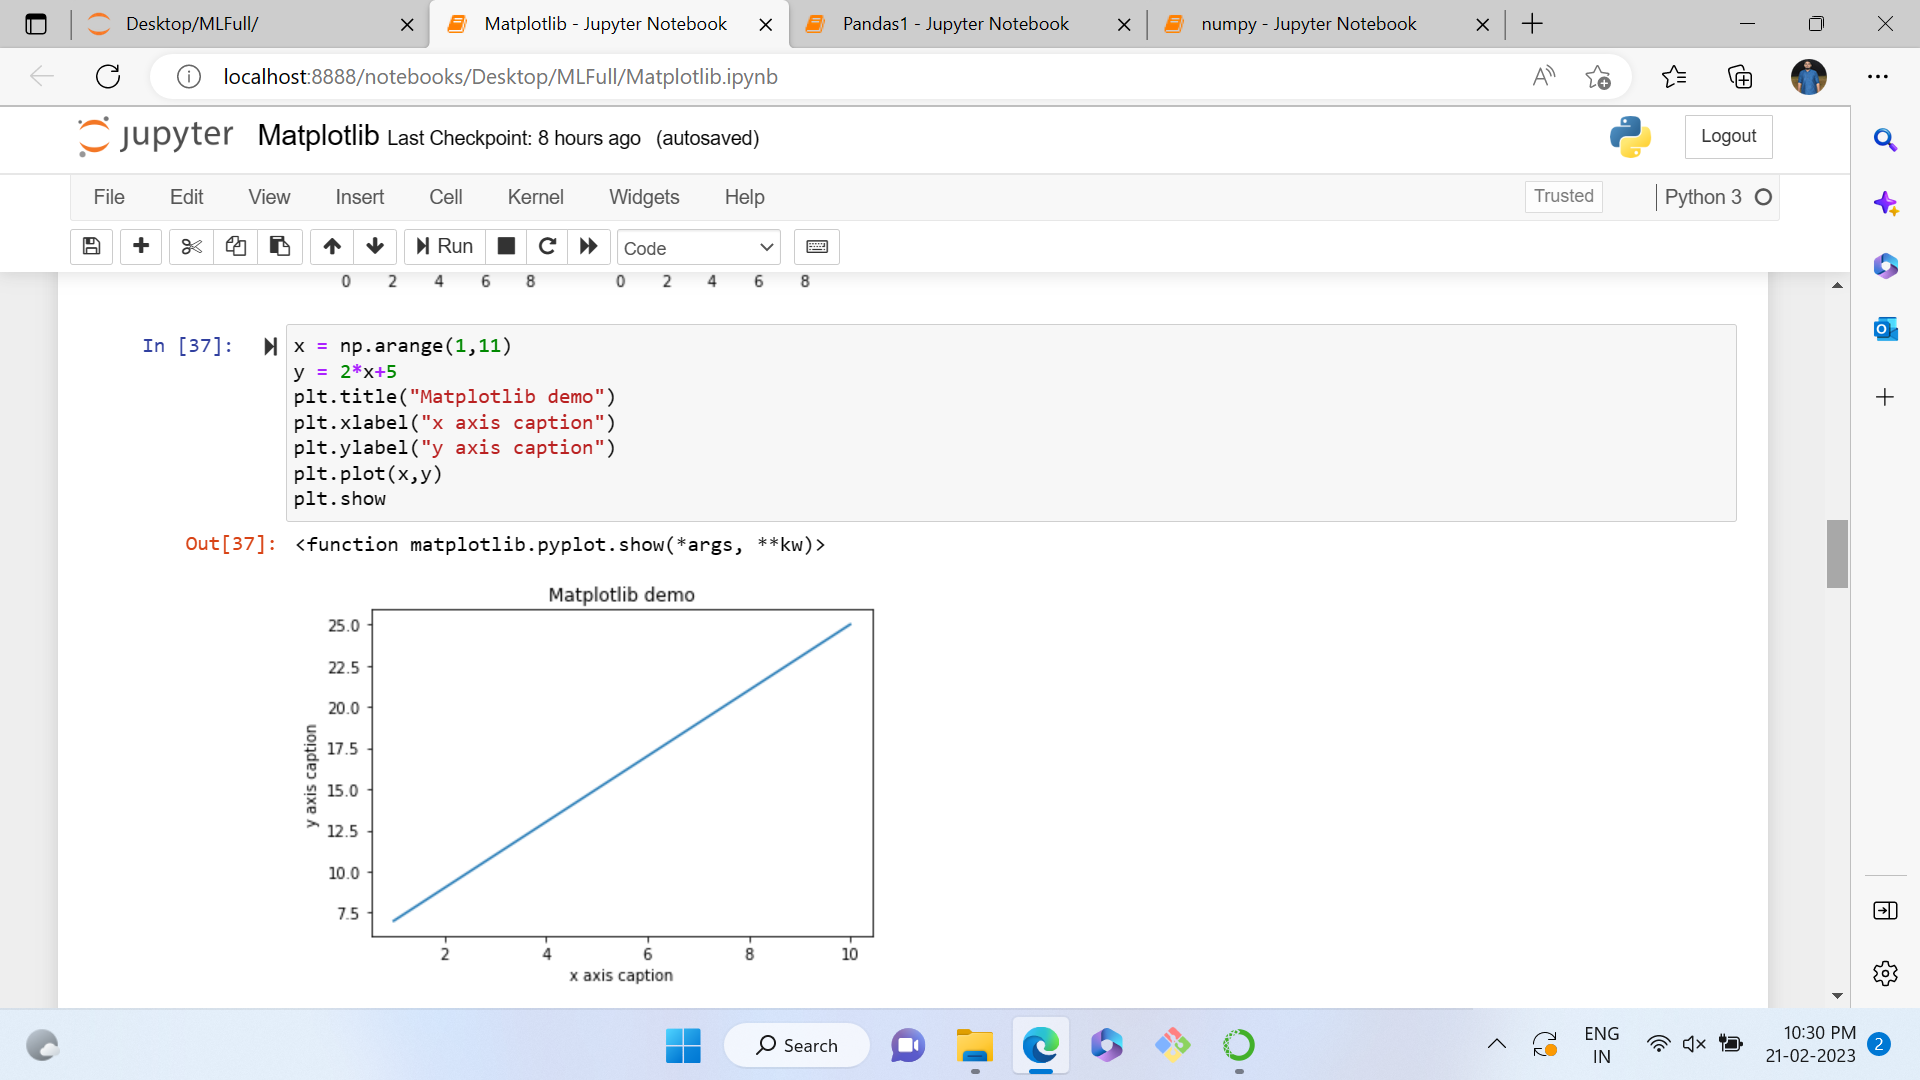 Desktop/MLFull/
Matplotlib - Jupyter Notebook
Pandas1 - Jupyter Notebook
numpy - Jupyter Notebook
localhost:8888/notebooks/Desktop/MLFull/Matplotlib.ipynb
jupyter Matplotlib Last Checkpoint: 8 hours ago (autosaved)
Logout
File Edit View Insert Cell Kernel Widgets Help
Trusted
Python 3
Run
Code
0 2 4 6 8 0 2 4 6 8
In [37]:
x = np.arange(1,11)
y = 2*x+5
plt.title("Matplotlib demo")
plt.xlabel("x axis caption")
plt.ylabel("y axis caption")
plt.plot(x,y)
plt.show
Out[37]: <function matplotlib.pyplot.show(*args, **kw)>
Matplotlib demo
25.0
22.5
20.0
17.5
15.0
12.5
10.0
7.5
y axis caption
2 4 6 8 10
x axis caption
Search
ENG
IN
10:30 PM
21-02-2023
2